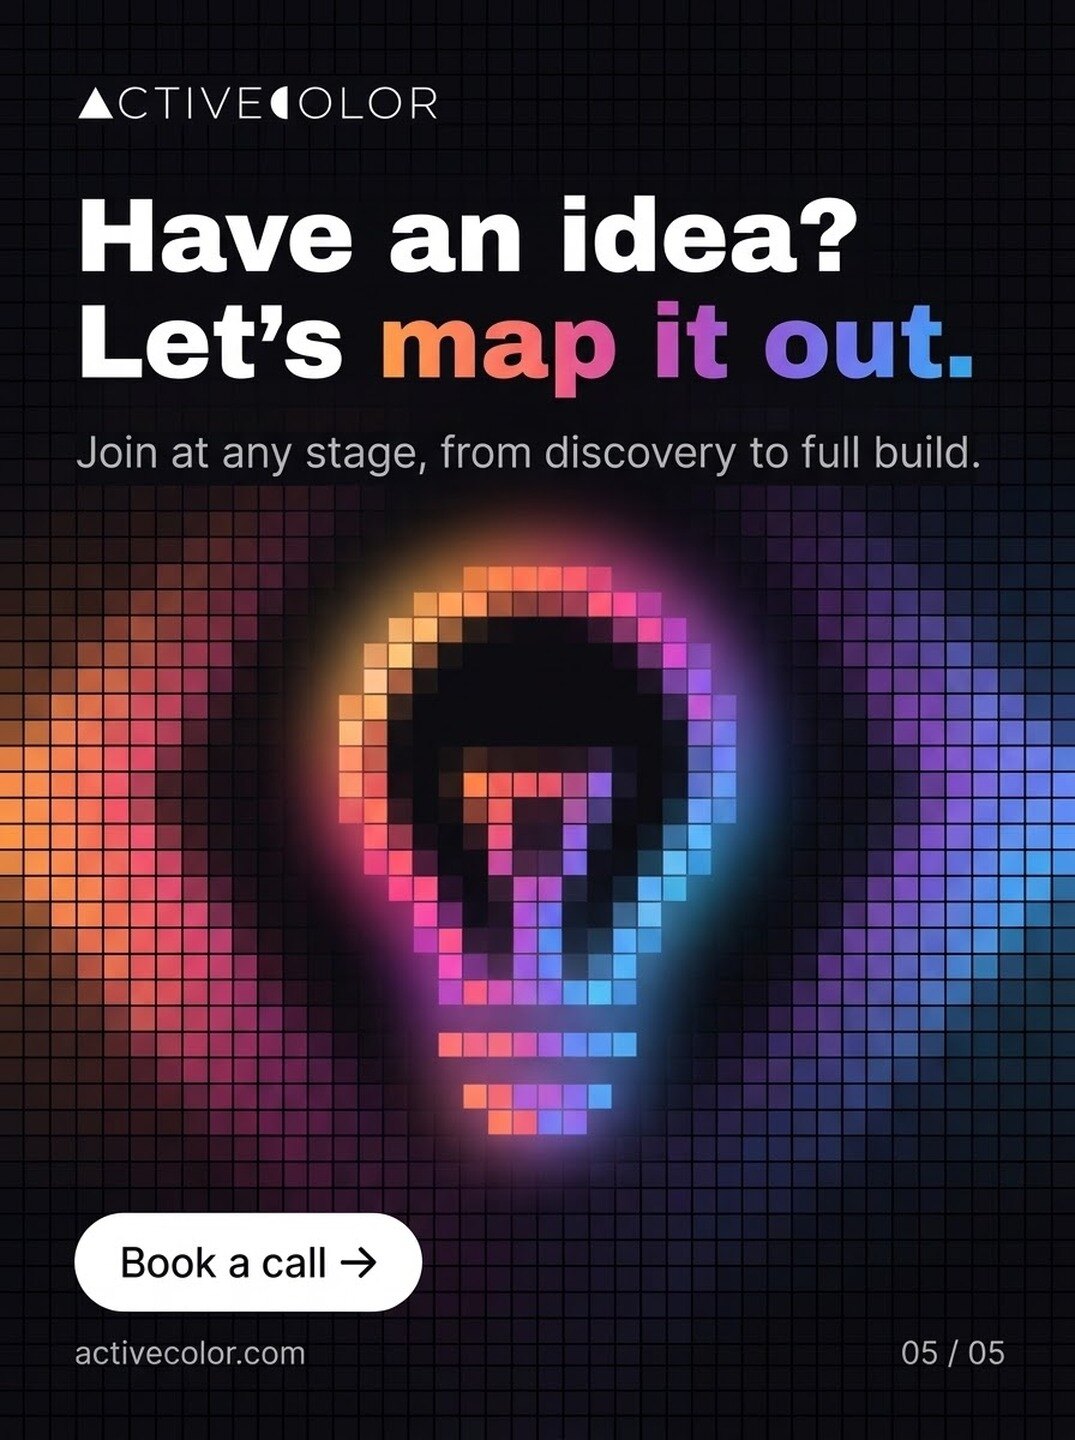 ACTIVECOLOR
Have an idea?
Let’s map it out.
Join at any stage, from discovery to full build.
Book a call →
activecolor.com
05 / 05